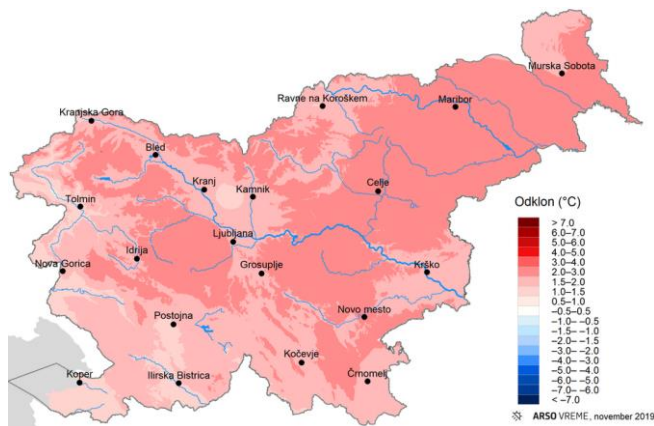 Murska Sobota
Ravne na Koroškem
Maribor
Kranjska Gora
Bled
Kranj
Kamnik
Celje
Tolmin
Ljubljana
Idrija
Nova Gorica
Grosuplje
Krško
Postojna
Novo mesto
Kočevje
Koper
Ilirska Bistrica
Črnomelj
Odklon (°C)
> 7.0
6.0–7.0
5.0–6.0
4.0–5.0
3.0–4.0
2.0–3.0
1.5–2.0
1.0–1.5
0.5–1.0
–0.5–0.5
–1.0– –0.5
–1.5– –1.0
–2.0– –1.5
–3.0– –2.0
–4.0– –3.0
–5.0– –4.0
–6.0– –5.0
–7.0– –6.0
< –7.0
ARSO VREME, november 2019